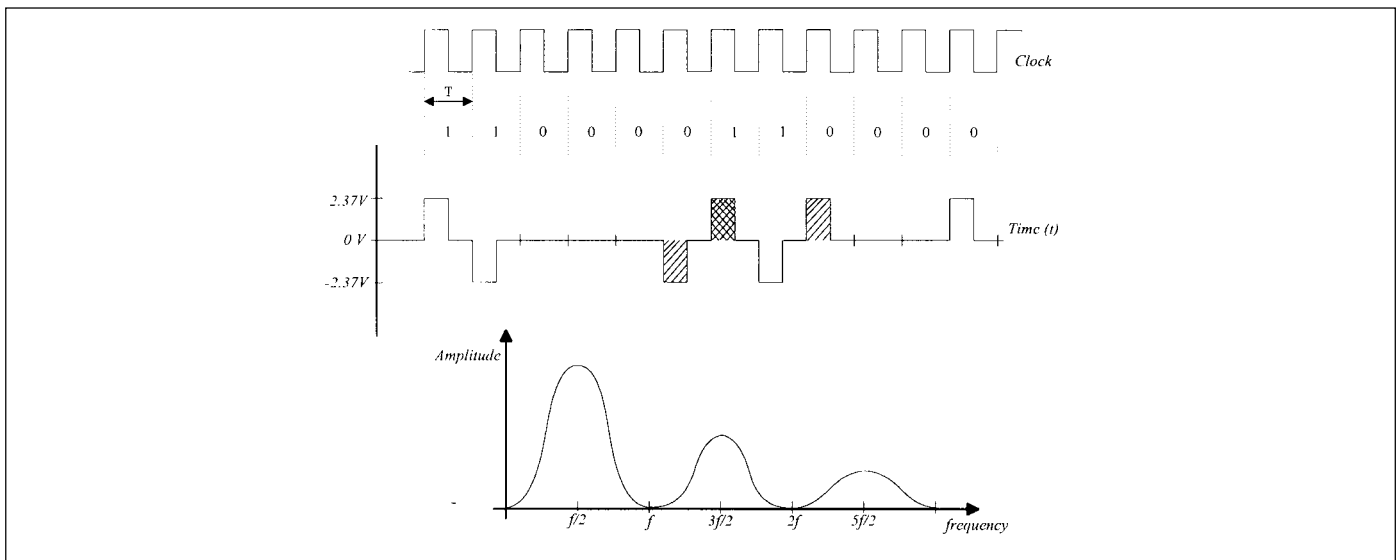 Clock
T
1 1 0 0 0 0 1 1 0 0 0 0
2.37V
0 V
Time (t)
-2.37V
Amplitude
f/2 f 3f/2 2f 5f/2
frequency